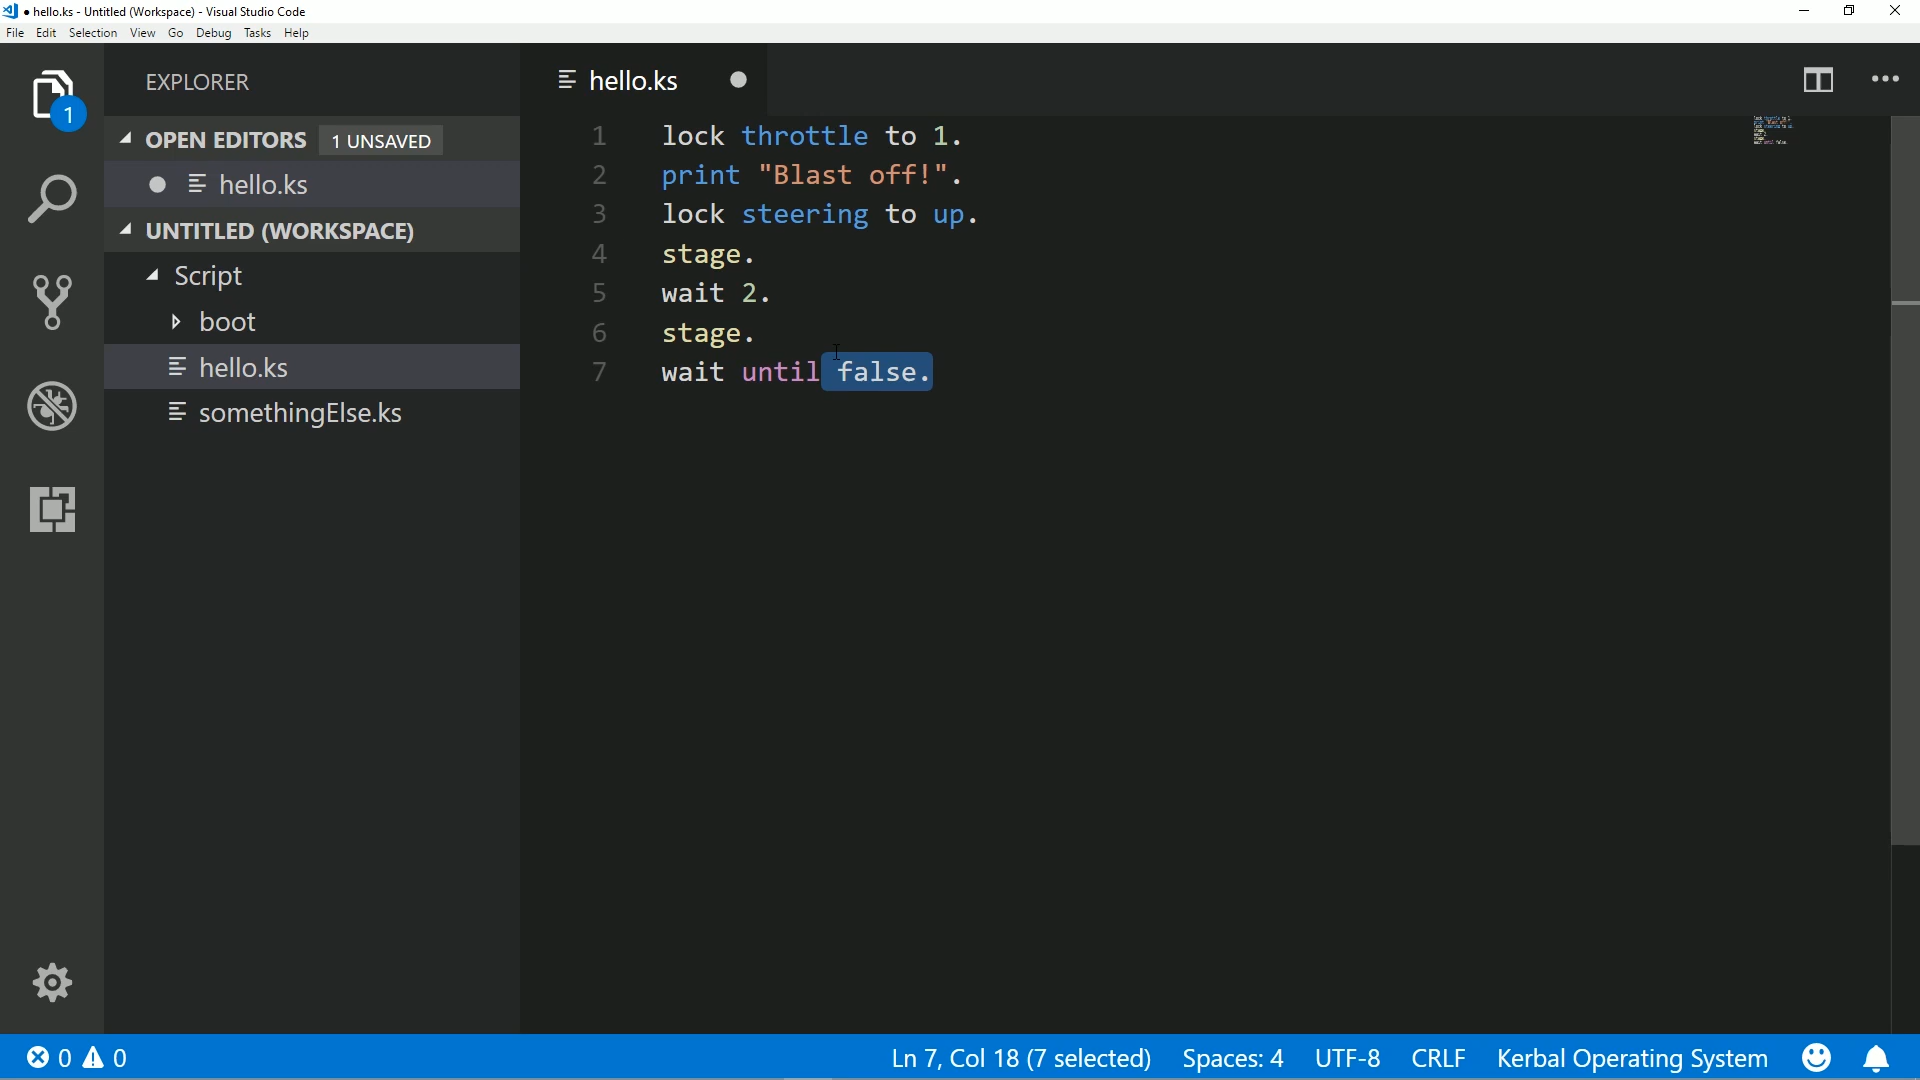 ● hello.ks - Untitled (Workspace) - Visual Studio Code
File Edit Selection View Go Debug Tasks Help
1
EXPLORER
OPEN EDITORS 1 UNSAVED
● hello.ks
UNTITLED (WORKSPACE)
Script
boot
hello.ks
somethingElse.ks
hello.ks ●
1 lock throttle to 1.
2 print "Blast off!".
3 lock steering to up.
4 stage.
5 wait 2.
6 stage.
7 wait until false.
0 0 Ln 7, Col 18 (7 selected) Spaces: 4 UTF-8 CRLF Kerbal Operating System